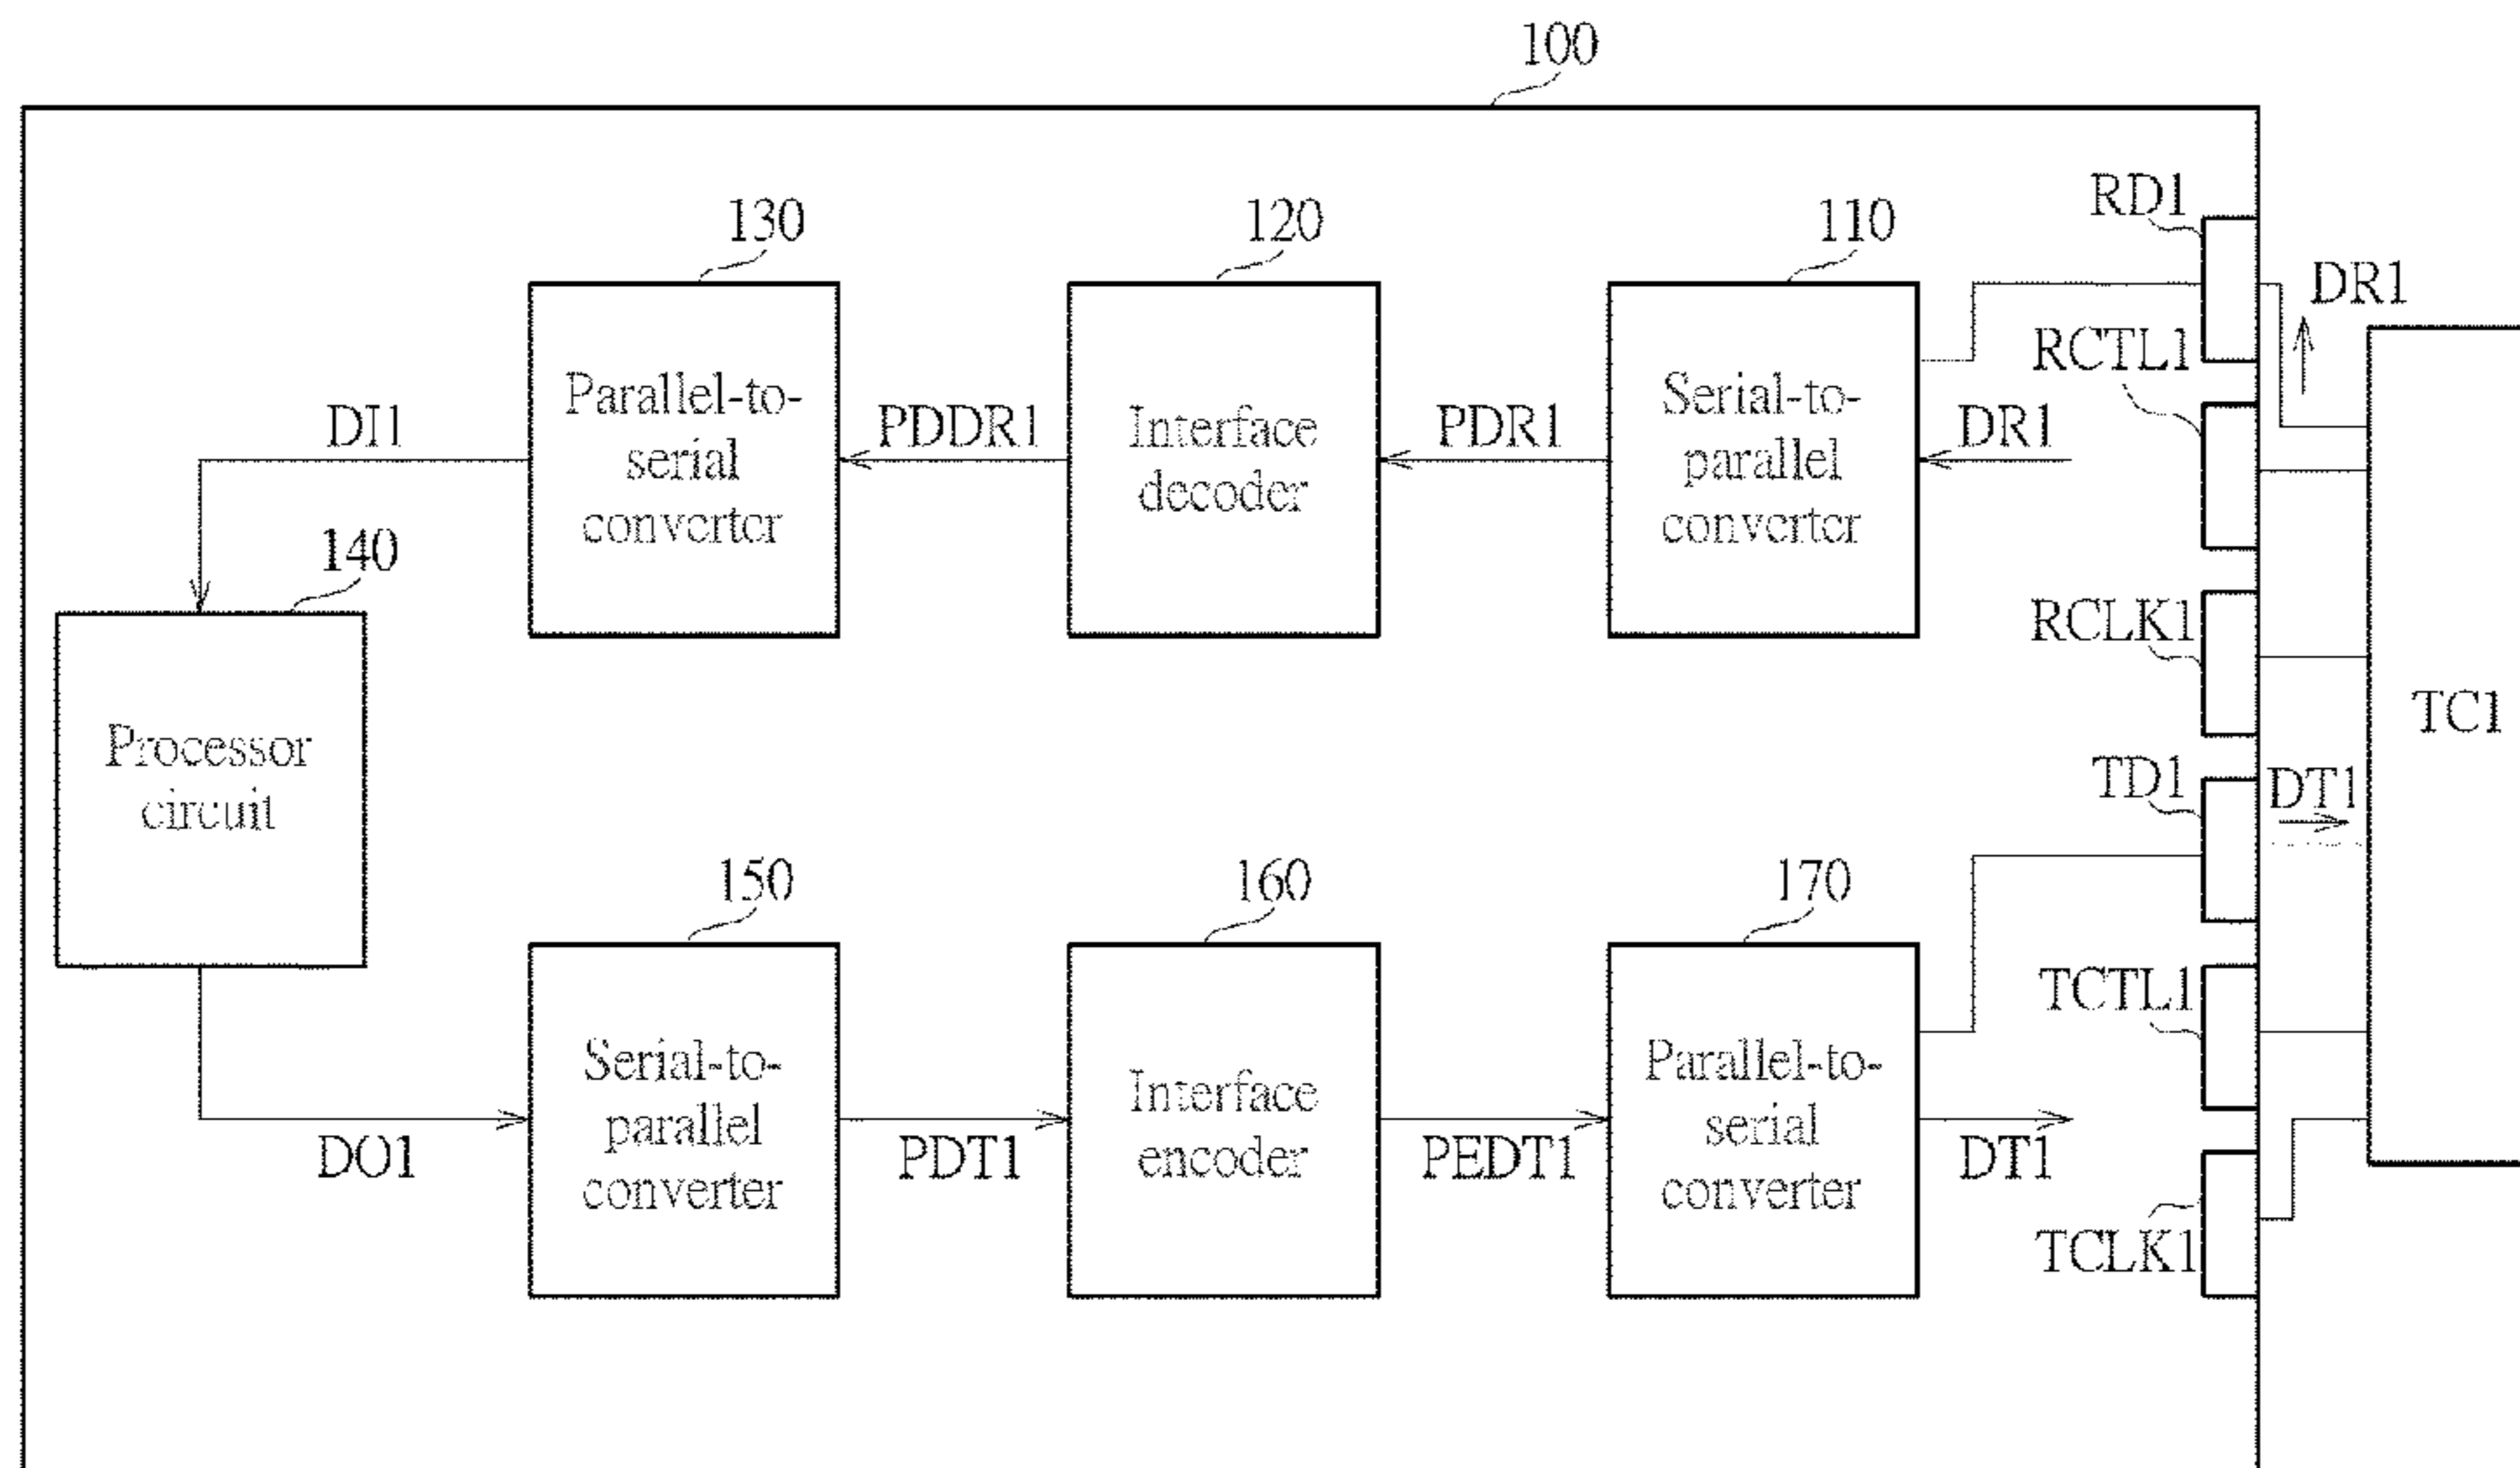 100
RD1
130
120
110
DR1
RCTL1
Parallel-to-
serial
converter
Interface
decoder
Serial-to-
parallel
converter
DI1
PDDR1
PDR1
DR1
140
RCLK1
Processor
circuit
TC1
TD1
DT1
150
160
170
TCTL1
Serial-to-
parallel
converter
Interface
encoder
Parallel-to-
serial
converter
DO1
PDT1
PEDT1
DT1
TCLK1